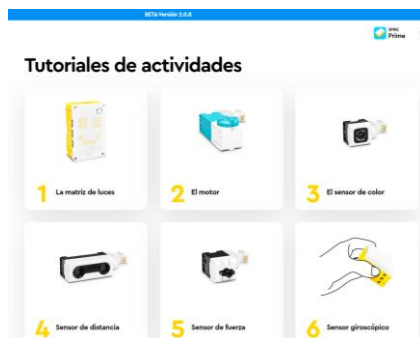 BETA Versión 2.0.8
SPIKE
Prime
Tutoriales de actividades
1 La matriz de luces
2 El motor
3 El sensor de color
4 Sensor de distancia
5 Sensor de fuerza
6 Sensor giroscópico